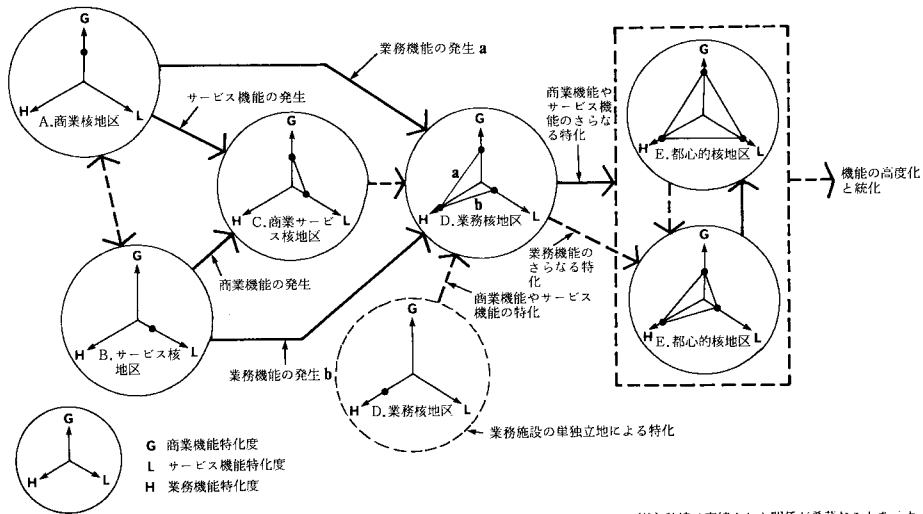 G
H
L
A.商業核地区
業務機能の発生 a
サービス機能の発生
G
H
L
C.商業サービ
ス核地区
G
a
b
H
L
D.業務核地区
商業機能や
サービス機
能のさらな
る特化
G
H
L
E.都心的核地区
機能の高度化
と統化
G
H
L
B.サービス核
地区
商業機能の発生
業務機能の発生 b
商業機能やサービス
機能の特化
業務機能の
さらなる特
化
G
H
L
E.都心的核地区
G
H
L
D.業務核地区
業務施設の単独立地による特化
G
H
L
G 商業機能特化度
L サービス機能特化度
H 業務機能特化度